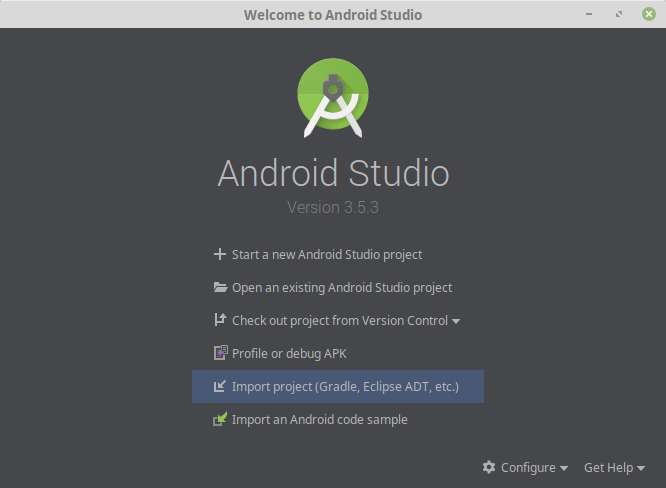 Welcome to Android Studio
Android Studio
Version 3.5.3
Start a new Android Studio project
Open an existing Android Studio project
Check out project from Version Control
Profile or debug APK
Import project (Gradle, Eclipse ADT, etc.)
Import an Android code sample
Configure Get Help